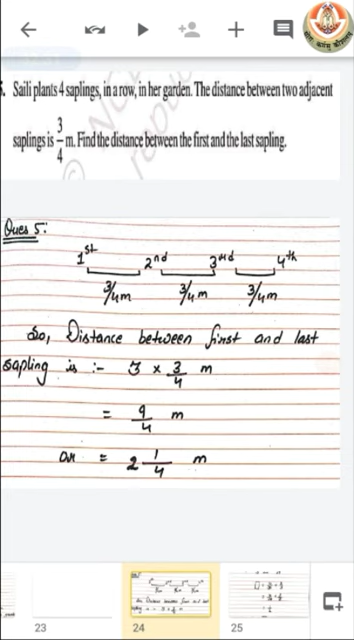 5. Saili plants 4 saplings, in a row, in her garden. The distance between two adjacent
saplings is 3/4 m. Find the distance between the first and the last sapling.
Ques 5:
1st 2nd 3rd 4th
3/4m 3/4m 3/4m
So, Distance between first and last
sapling is :- 3 × 3/4 m
= 9/4 m
or = 2 1/4 m
23 24 25